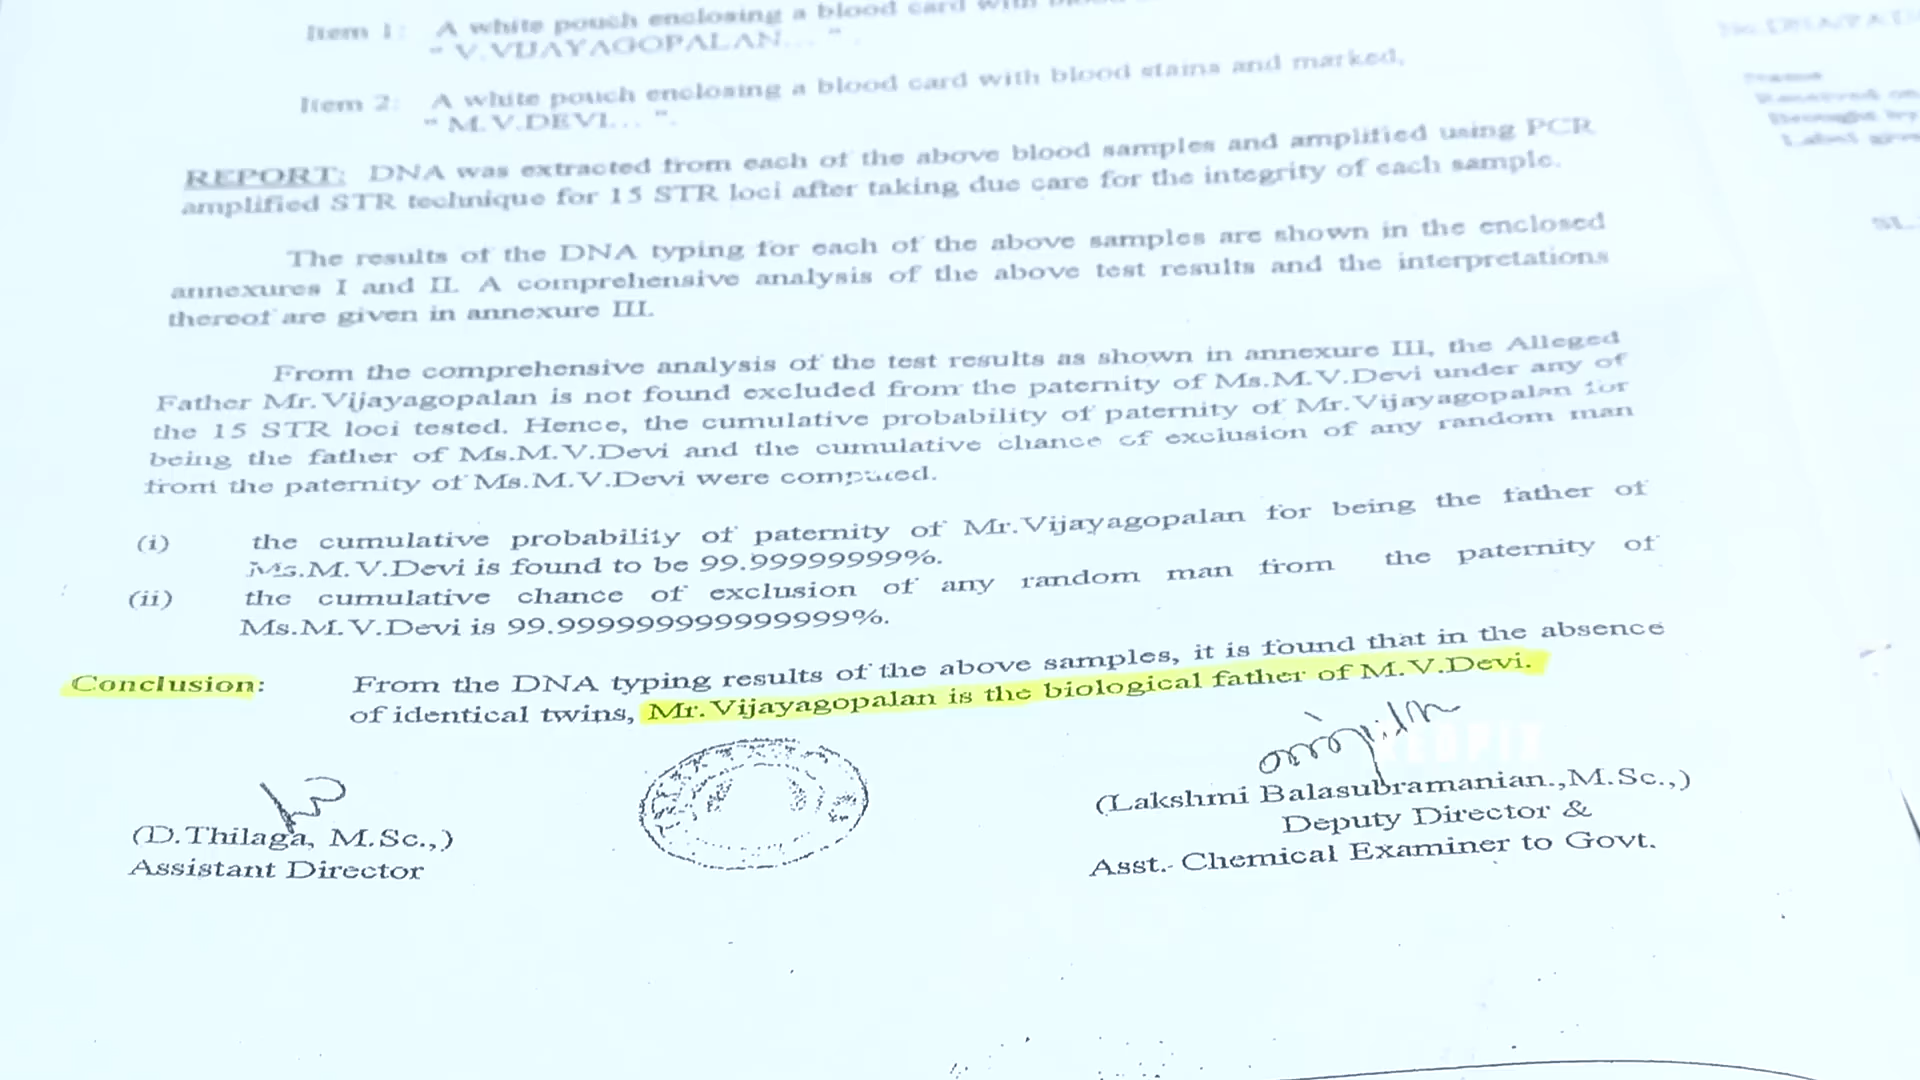 Item 1: A white pouch enclosing a blood card with
" V.VIJAYAGOPALAN... " .
Item 2: A white pouch enclosing a blood card with blood stains and marked,
" M.V.DEVI... ".
REPORT: DNA was extracted from each of the above blood samples and amplified using PCR
amplified STR technique for 15 STR loci after taking due care for the integrity of each sample.
The results of the DNA typing for each of the above samples are shown in the enclosed
annexures I and II. A comprehensive analysis of the above test results and the interpretations
thereof are given in annexure III.
From the comprehensive analysis of the test results as shown in annexure III, the Alleged
Father Mr.Vijayagopalan is not found excluded from the paternity of Ms.M.V.Devi under any of
the 15 STR loci tested. Hence, the cumulative probability of paternity of Mr.Vijayagopalan for
being the father of Ms.M.V.Devi and the cumulative chance of exclusion of any random man
from the paternity of Ms.M.V.Devi were computed.
(i) the cumulative probability of paternity of Mr.Vijayagopalan for being the father of
Ms.M.V.Devi is found to be 99.99999999%.
(ii) the cumulative chance of exclusion of any random man from the paternity of
Ms.M.V.Devi is 99.9999999999999999%.
Conclusion: From the DNA typing results of the above samples, it is found that in the absence
of identical twins, Mr.Vijayagopalan is the biological father of M.V.Devi.
(D.Thilaga, M.Sc.,)
Assistant Director
(Lakshmi Balasubramanian.,M.Sc.,)
Deputy Director &
Asst.- Chemical Examiner to Govt.